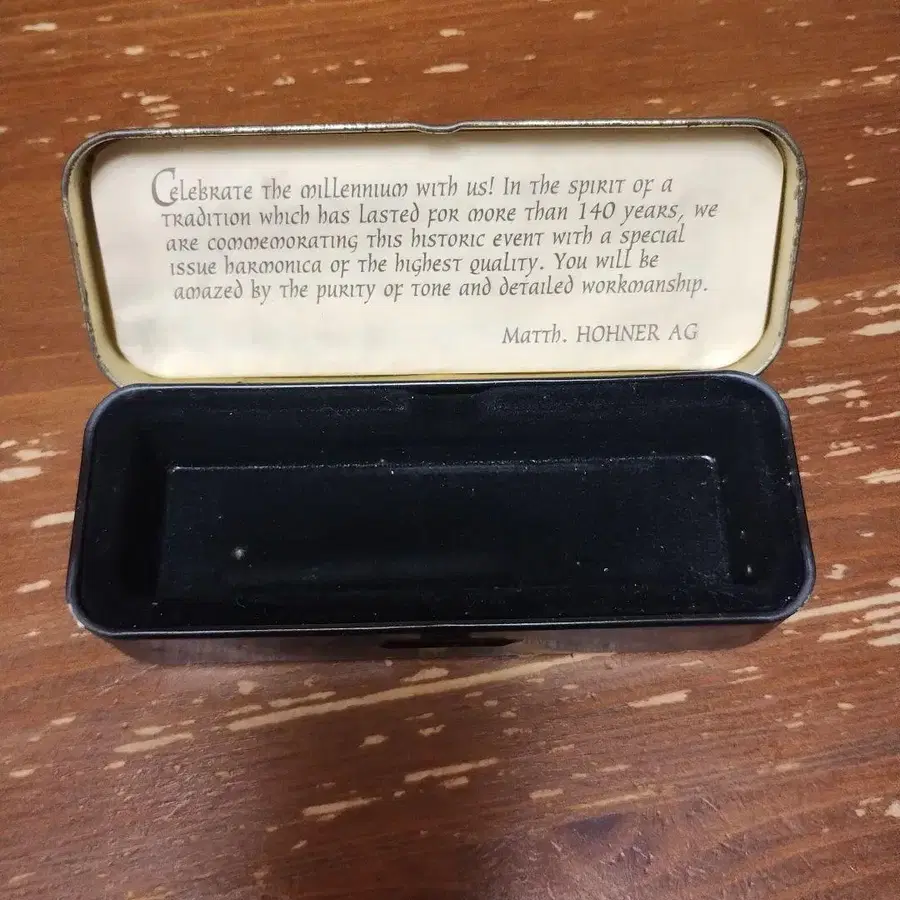 Celebrate the millennium with us! In the spirit of a
tradition which has lasted for more than 140 years, we
are commemorating this historic event with a special
issue harmonica of the highest quality. You will be
amazed by the purity of tone and detailed workmanship.
Matth. HOHNER AG